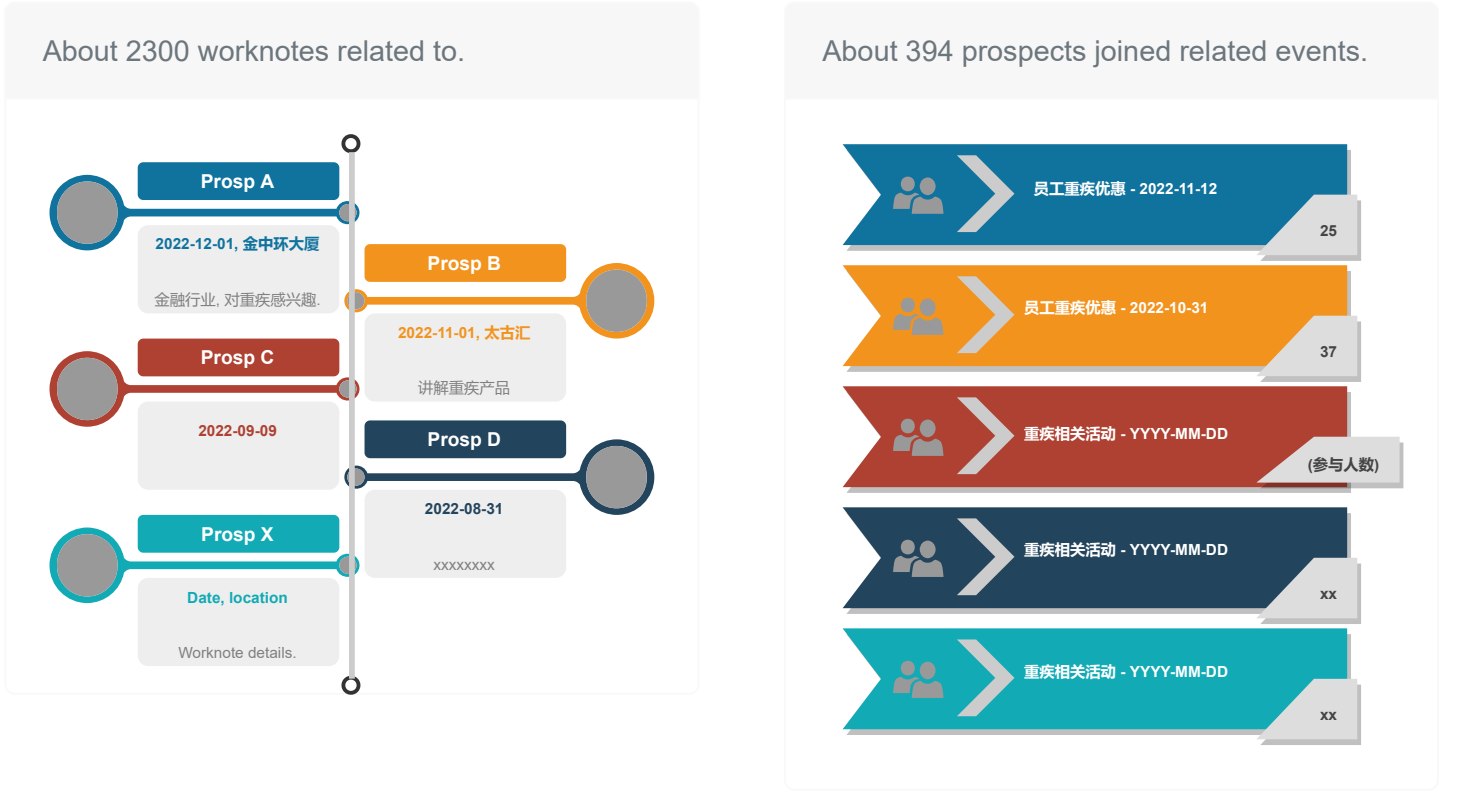 About 2300 worknotes related to.
Prosp A
2022-12-01, 金中环大厦
金融行业, 对重疾感兴趣.
Prosp B
2022-11-01, 太古汇
讲解重疾产品
Prosp C
2022-09-09
Prosp D
2022-08-31
xxxxxxxx
Prosp X
Date, location
Worknote details.
About 394 prospects joined related events.
员工重疾优惠 - 2022-11-12
25
员工重疾优惠 - 2022-10-31
37
重疾相关活动 - YYYY-MM-DD
(参与人数)
重疾相关活动 - YYYY-MM-DD
xx
重疾相关活动 - YYYY-MM-DD
xx